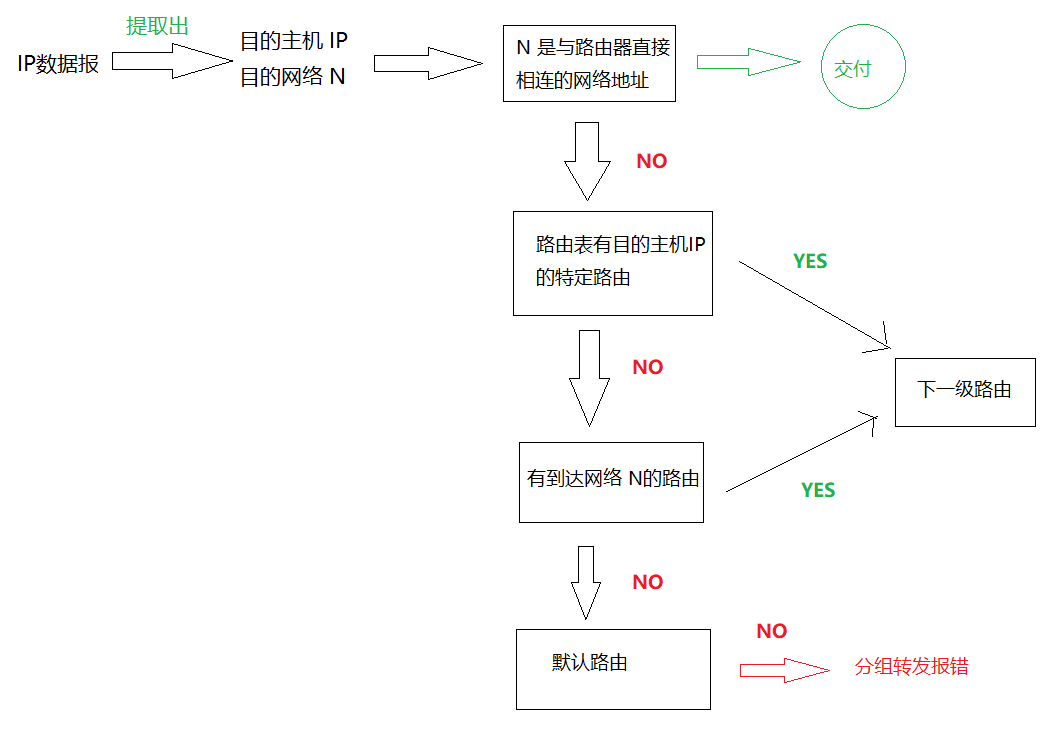 提取出
IP数据报
目的主机 IP
目的网络 N
N 是与路由器直接
相连的网络地址
交付
NO
路由表有目的主机IP
的特定路由
YES
NO
下一级路由
有到达网络 N的路由
YES
NO
默认路由
NO
分组转发报错